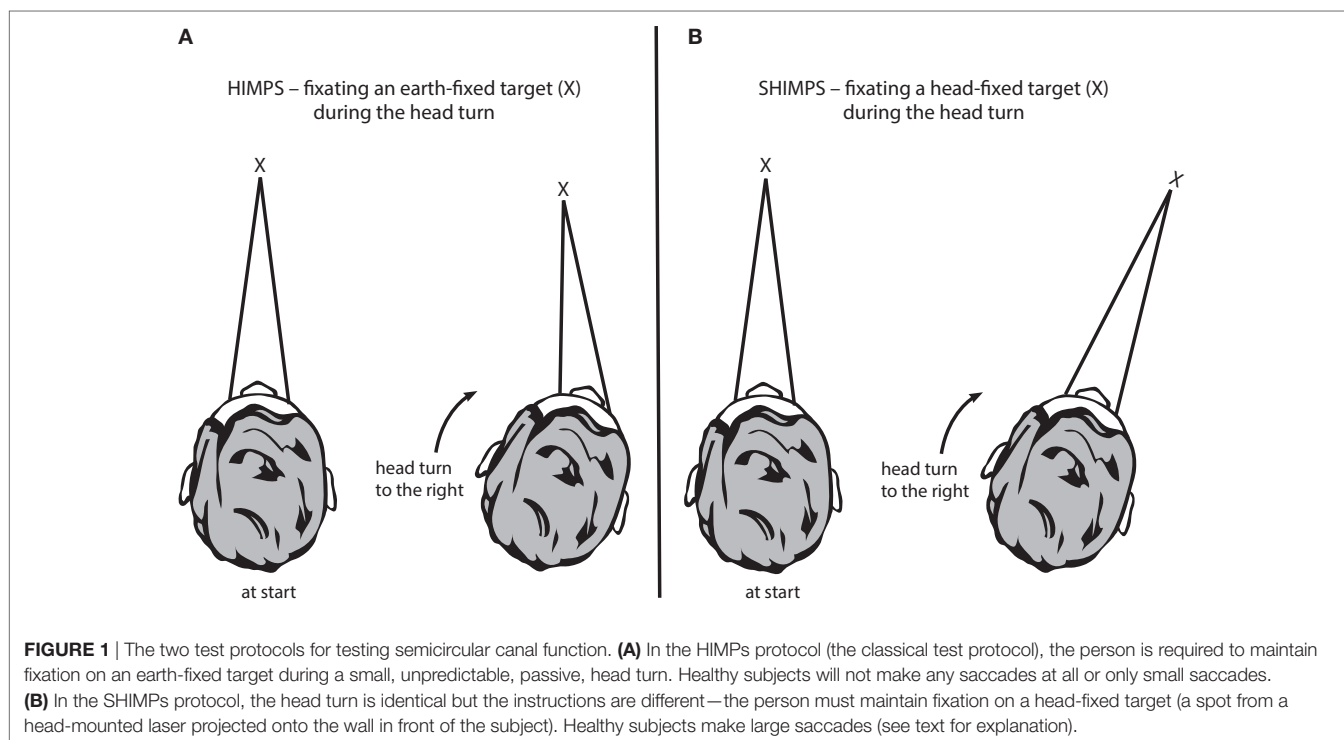 A
HIMPS – fixating an earth-fixed target (X)
during the head turn
X
X
head turn
to the right
at start
B
SHIMPS – fixating a head-fixed target (X)
during the head turn
X
X
head turn
to the right
at start
FIGURE 1 | The two test protocols for testing semicircular canal function. (A) In the HIMPs protocol (the classical test protocol), the person is required to maintain
fixation on an earth-fixed target during a small, unpredictable, passive, head turn. Healthy subjects will not make any saccades at all or only small saccades.
(B) In the SHIMPs protocol, the head turn is identical but the instructions are different—the person must maintain fixation on a head-fixed target (a spot from a
head-mounted laser projected onto the wall in front of the subject). Healthy subjects make large saccades (see text for explanation).